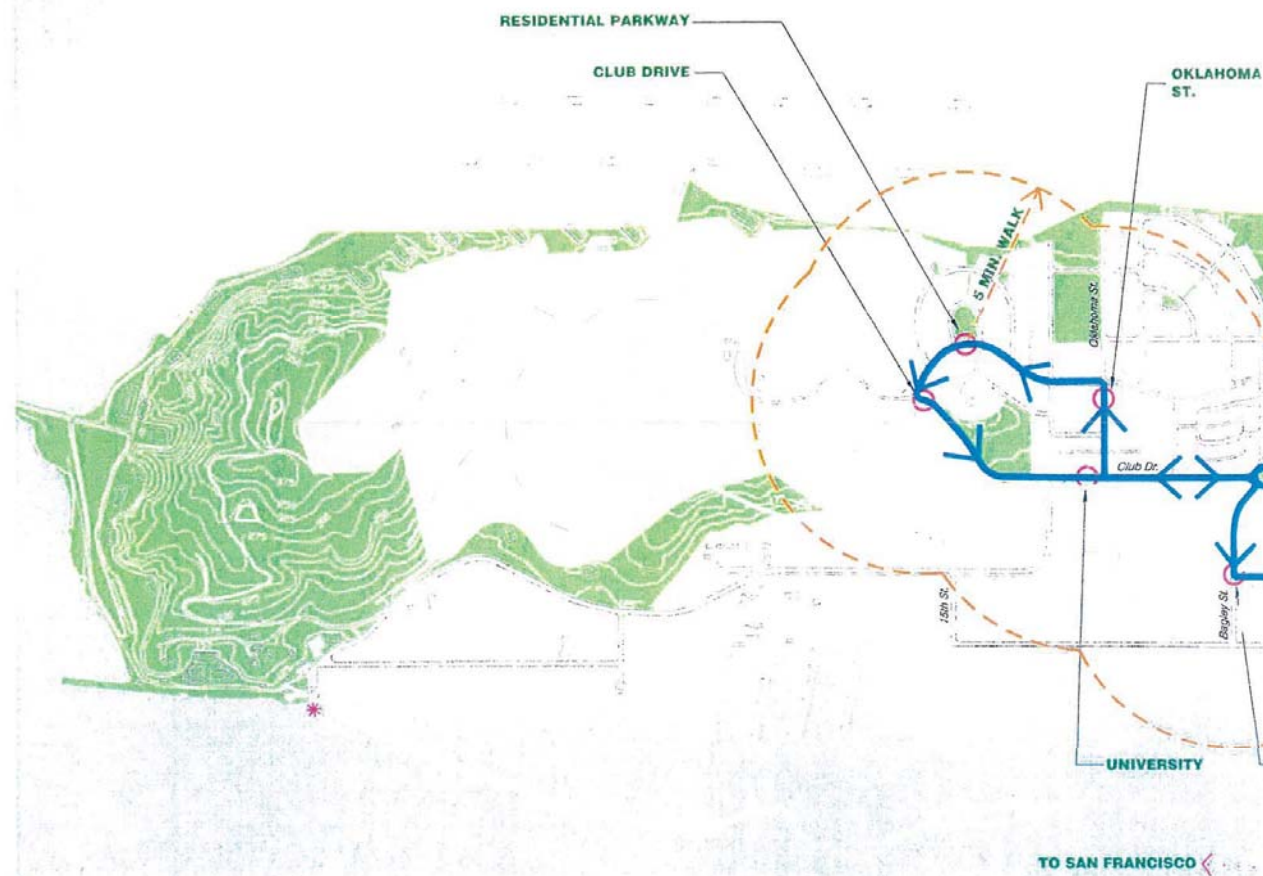 RESIDENTIAL PARKWAY
CLUB DRIVE
OKLAHOMA
ST.
5 MIN. WALK
Oklahoma St.
Club Dr.
15th St.
Bagley St.
UNIVERSITY
TO SAN FRANCISCO